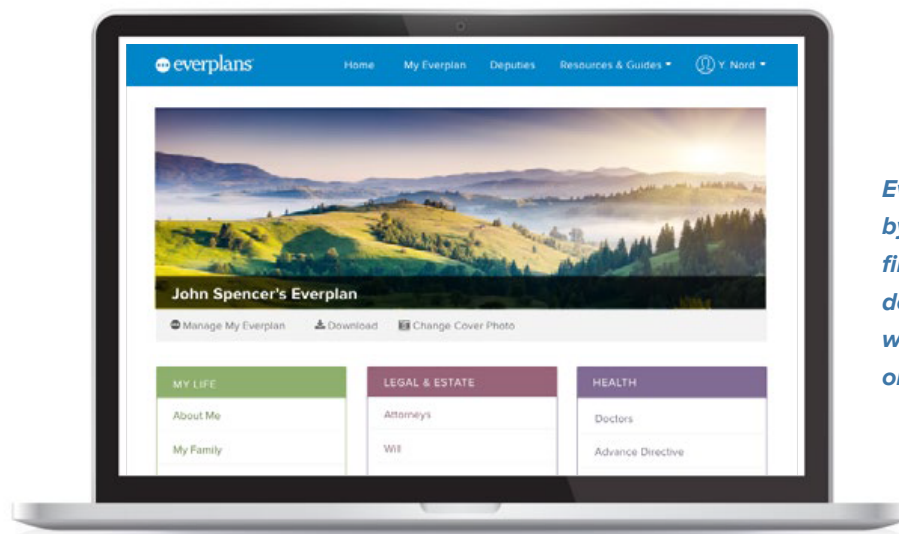 everplans
Home My Everplan Deputies Resources & Guides Y. Nord
John Spencer's Everplan
Manage My Everplan Download Change Cover Photo
MY LIFE
About Me
My Family
LEGAL & ESTATE
Attorneys
Will
HEALTH
Doctors
Advance Directive
by